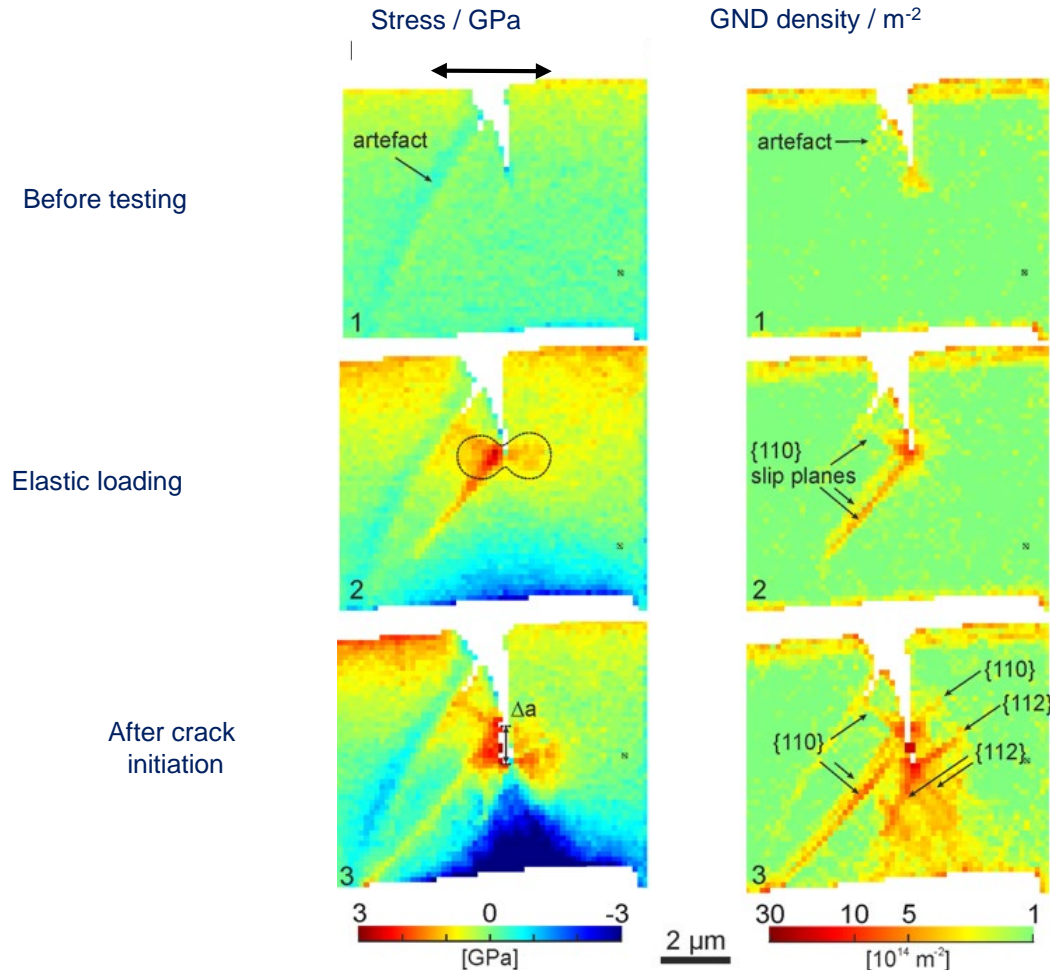 Stress / GPa
GND density / m⁻²
artefact
artefact
Before testing
1
1
{110}
slip planes
Elastic loading
2
2
Δa
{110}
{112}
{110}
{112}
After crack
initiation
3
3
3 0 -3
30 10 5 1
[GPa]
2 µm
[10¹⁴ m⁻²]